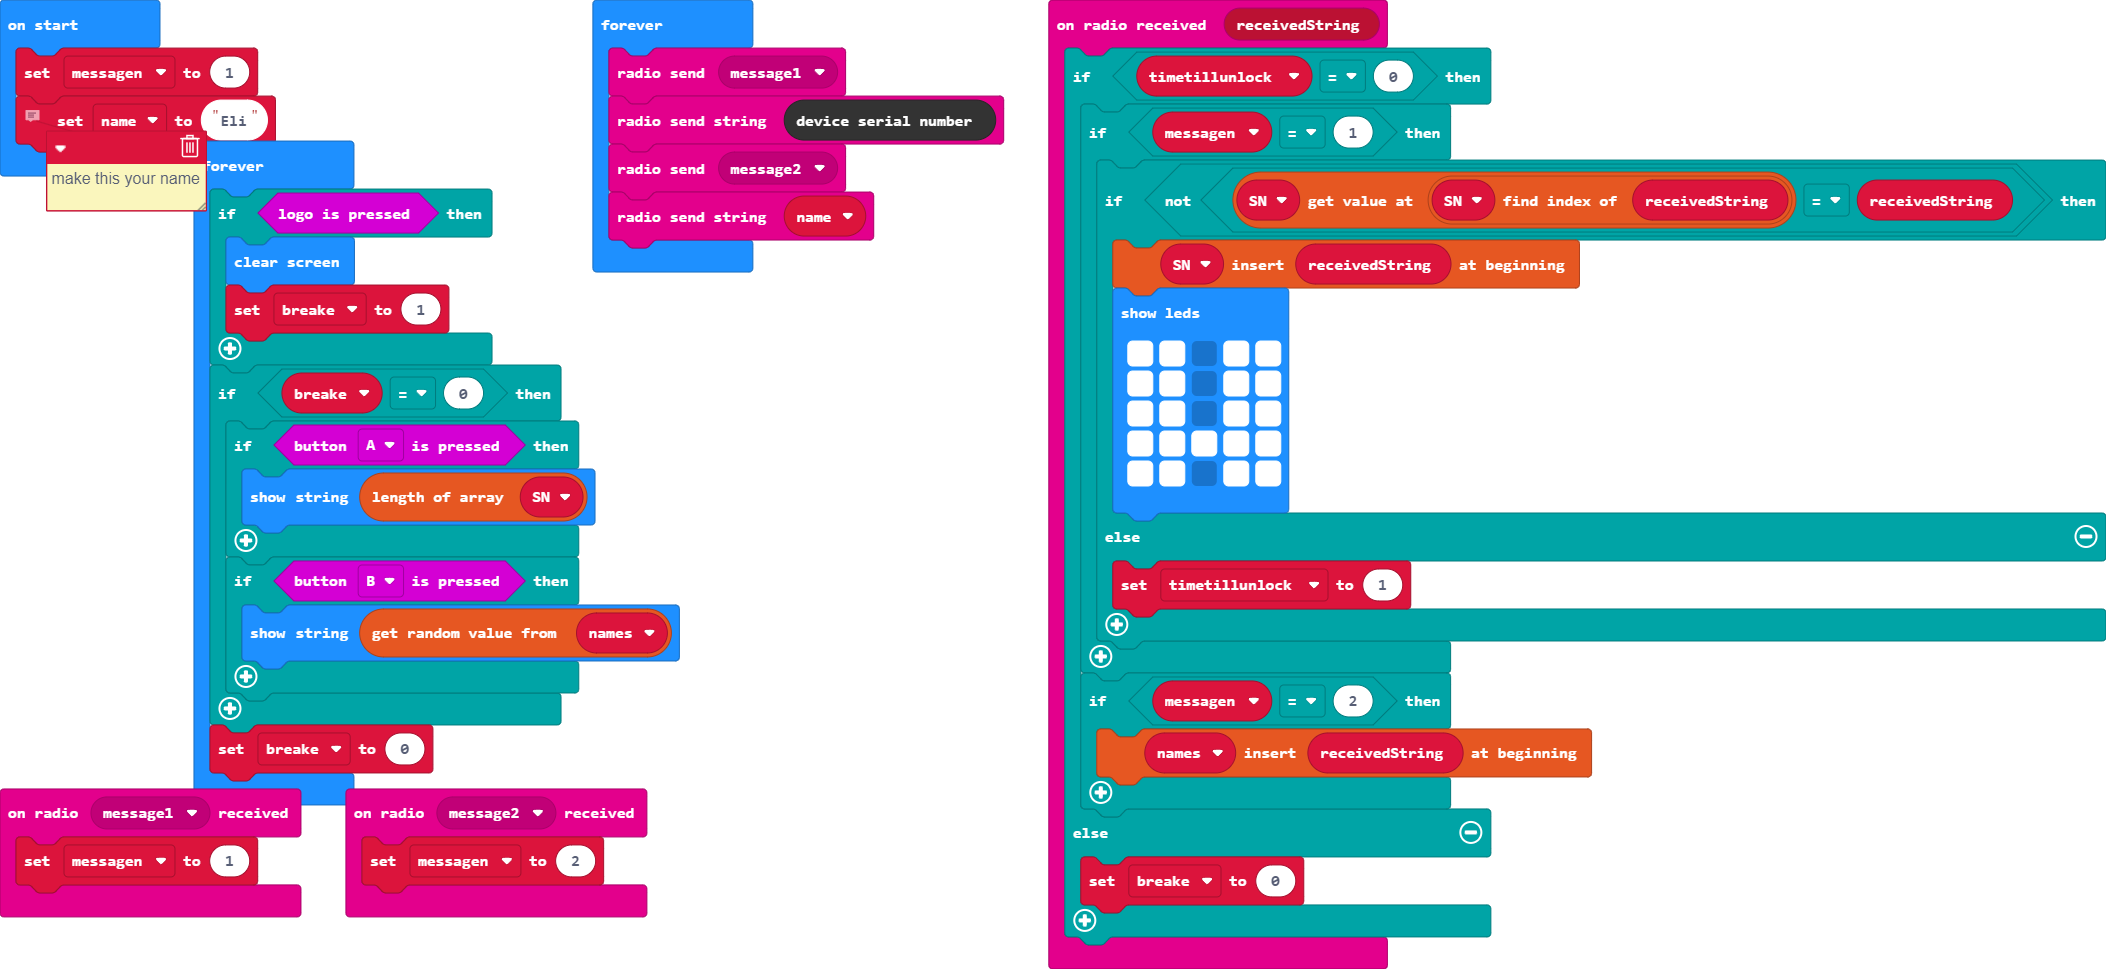 on start
set messagen to 1
set name to "Eli"
make this your name
forever
if logo is pressed then
clear screen
set breake to 1
if breake = 0 then
if button A is pressed then
show string length of array SN
if button B is pressed then
show string get random value from names
set breake to 0
on radio message1 received
set messagen to 1
on radio message2 received
set messagen to 2
forever
radio send message1
radio send string device serial number
radio send message2
radio send string name
on radio received receivedString
if timetillunlock = 0 then
if messagen = 1 then
if not SN get value at SN find index of receivedString = receivedString then
SN insert receivedString at beginning
show leds
else
set timetillunlock to 1
if messagen = 2 then
names insert receivedString at beginning
else
set breake to 0